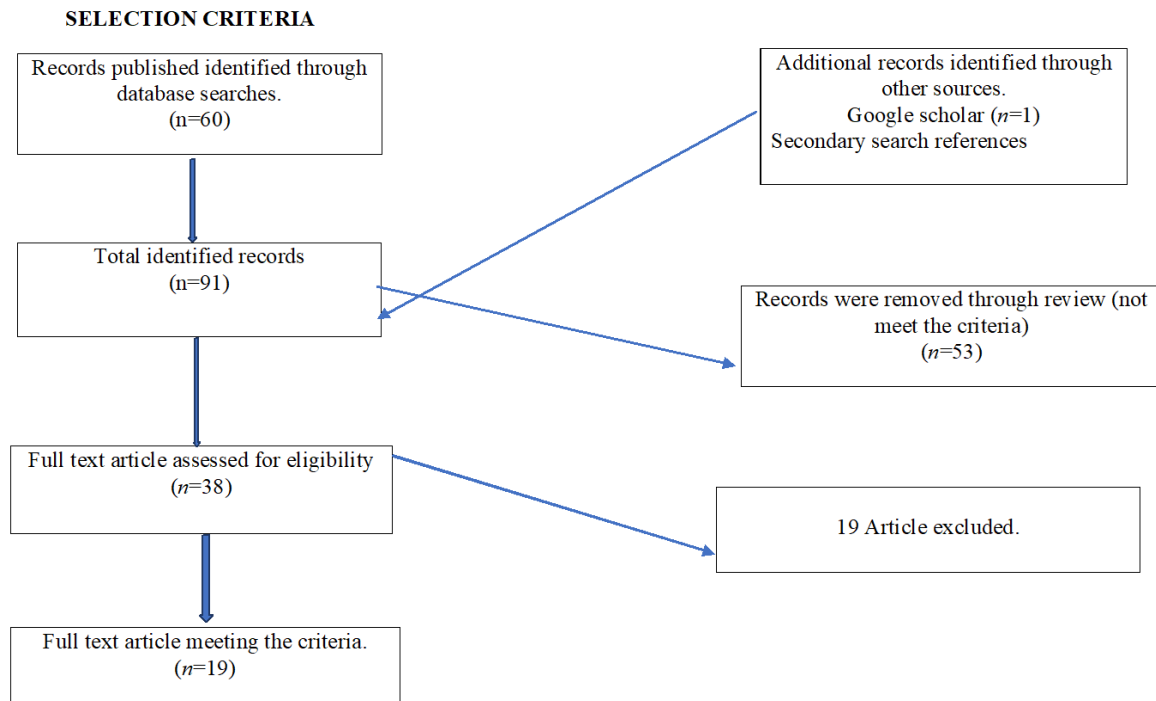 SELECTION CRITERIA
Records published identified through
database searches.
(n=60)
Additional records identified through
other sources.
Google scholar (n=1)
Secondary search references
Total identified records
(n=91)
Records were removed through review (not
meet the criteria)
(n=53)
Full text article assessed for eligibility
(n=38)
19 Article excluded.
Full text article meeting the criteria.
(n=19)